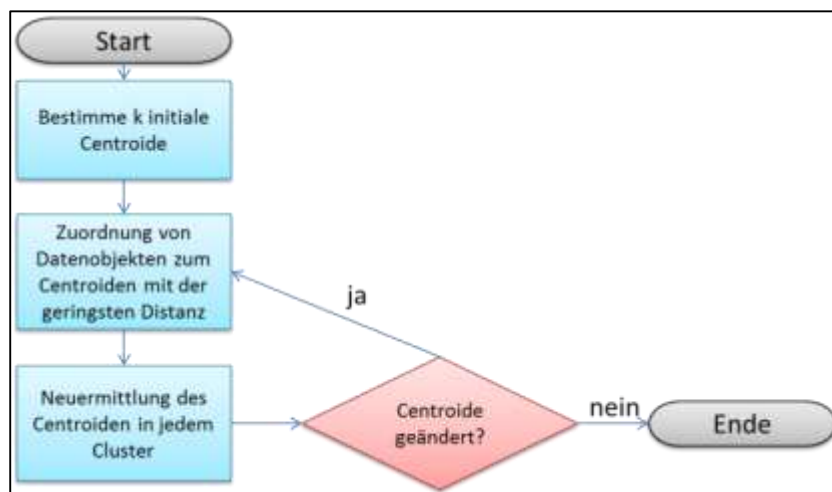 Start
Bestimme k initiale
Centroide
Zuordnung von
Datenobjekten zum
Centroiden mit der
geringsten Distanz
ja
Neuermittlung des
Centroiden in jedem
Cluster
Centroide
geändert?
nein
Ende